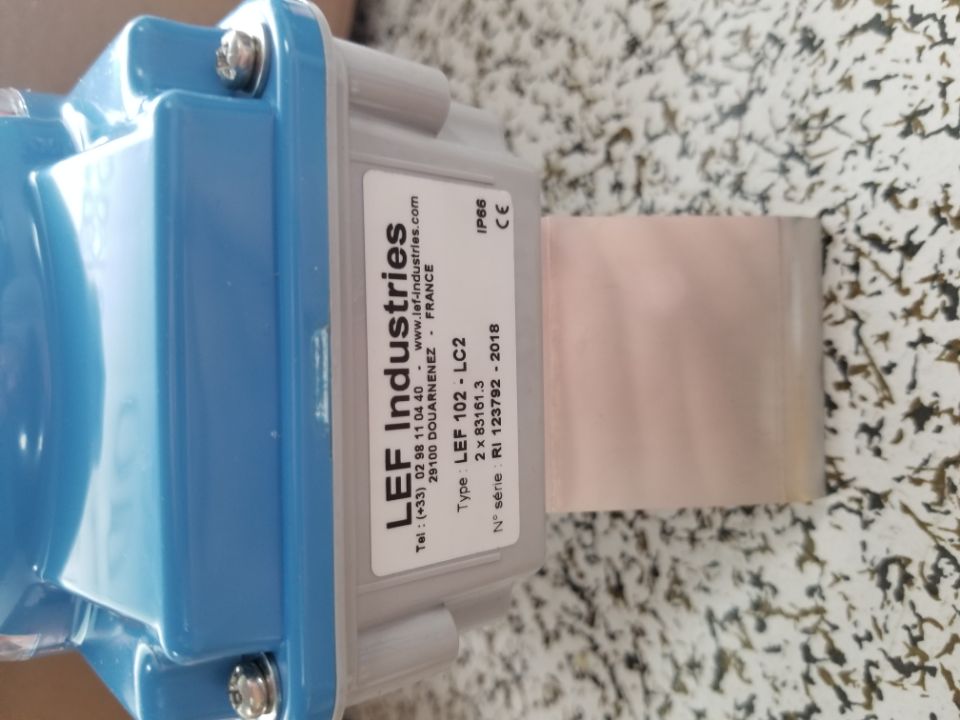 LEF Industries
Tel : (+33) 02 98 11 04 40 - www.lef-industries.com
29100 DOUARNENEZ - FRANCE
Type : LEF 102 - LC2
2 x 83161.3
IP66
N° série : RI 123792 - 2018
CE